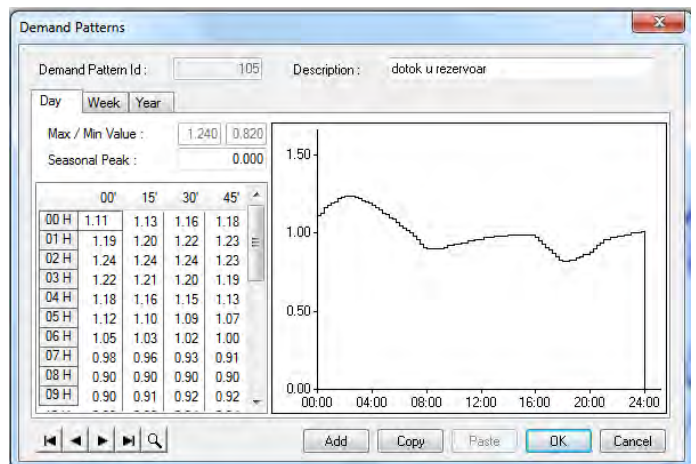 Demand Patterns
Demand Pattern Id : 105 Description : dotok u rezervoar
Day Week Year
Max / Min Value : 1.240 0.820
Seasonal Peak : 0.000
00' 15' 30' 45'
00 H 1.11 1.13 1.16 1.18
01 H 1.19 1.20 1.22 1.23
02 H 1.24 1.24 1.24 1.23
03 H 1.22 1.21 1.20 1.19
04 H 1.18 1.16 1.15 1.13
05 H 1.12 1.10 1.09 1.07
06 H 1.05 1.03 1.02 1.00
07 H 0.98 0.96 0.93 0.91
08 H 0.90 0.90 0.90 0.90
09 H 0.90 0.91 0.92 0.92
1.50
1.00
0.50
0.00
00:00 04:00 08:00 12:00 16:00 20:00 24:00
Add Copy Paste OK Cancel